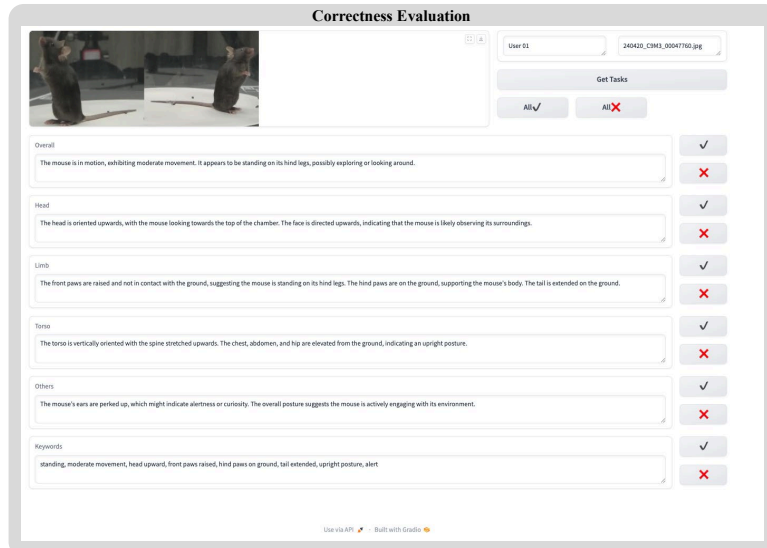 Correctness Evaluation
User 01
240420_C9M3_00047760.jpg
Get Tasks
All✓
All❌
Overall
The mouse is in motion, exhibiting moderate movement. It appears to be standing on its hind legs, possibly exploring or looking around.
Head
The head is oriented upwards, with the mouse looking towards the top of the chamber. The face is directed upwards, indicating that the mouse is likely observing its surroundings.
Limb
The front paws are raised and not in contact with the ground, suggesting the mouse is standing on its hind legs. The hind paws are on the ground, supporting the mouse's body. The tail is extended on the ground.
Torso
The torso is vertically oriented with the spine stretched upwards. The chest, abdomen, and hip are elevated from the ground, indicating an upright posture.
Others
The mouse's ears are perked up, which might indicate alertness or curiosity. The overall posture suggests the mouse is actively engaging with its environment.
Keywords
standing, moderate movement, head upward, front paws raised, hind paws on ground, tail extended, upright posture, alert
Use via API 🚀 · Built with Gradio